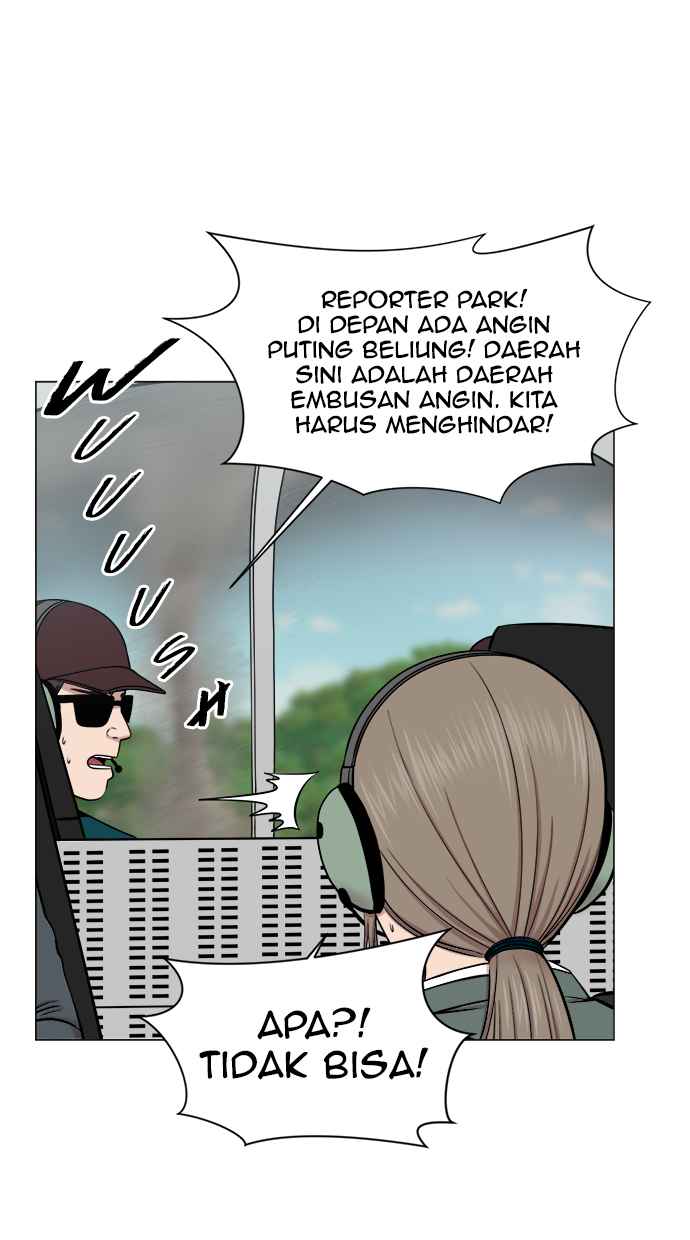 REPORTER PARK!
DI DEPAN ADA ANGIN
PUTING BELIUNG! DAERAH
SINI ADALAH DAERAH
EMBUSAN ANGIN. KITA
HARUS MENGHINDAR!
WUUUUSH
APA?!
TIDAK BISA!